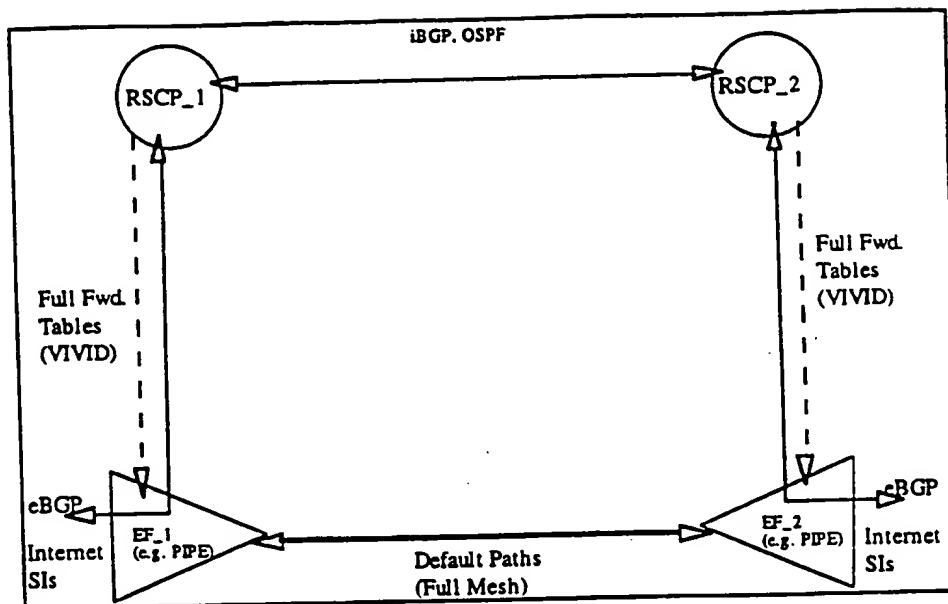 iBGP. OSPF
RSCP_1
RSCP_2
Full Fwd.
Tables
(VIVID)
Full Fwd.
Tables
(VIVID)
eBGP
EF_1
(e.g. PIPE)
Internet
SIs
Default Paths
(Full Mesh)
EF_2
(e.g. PIPE)
eBGP
Internet
SIs